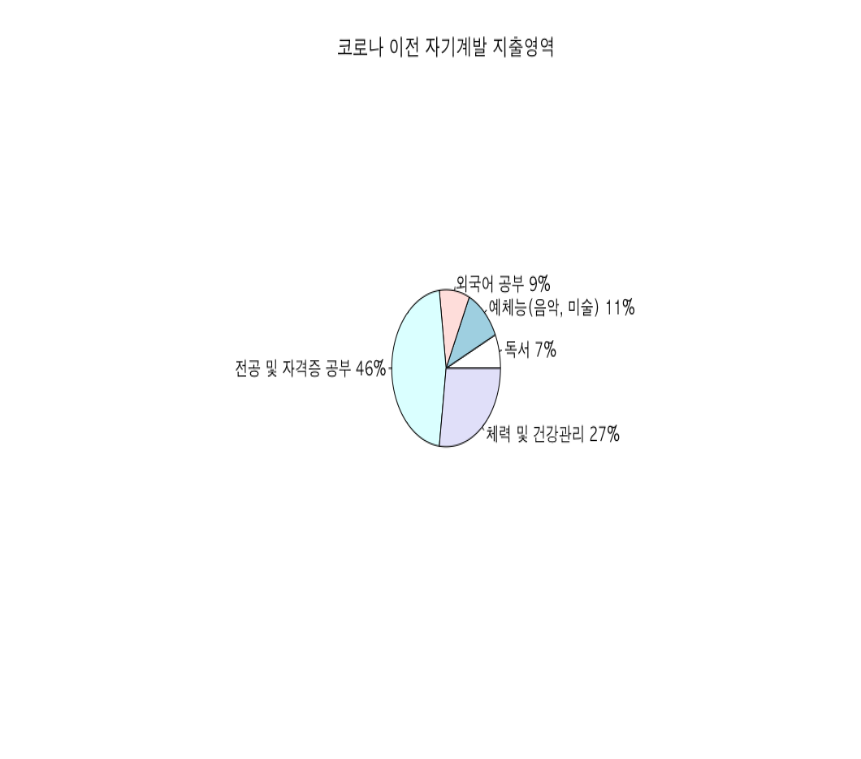 코로나 이전 자기계발 지출영역
외국어 공부 9%
예체능(음악, 미술) 11%
독서 7%
전공 및 자격증 공부 46%
체력 및 건강관리 27%